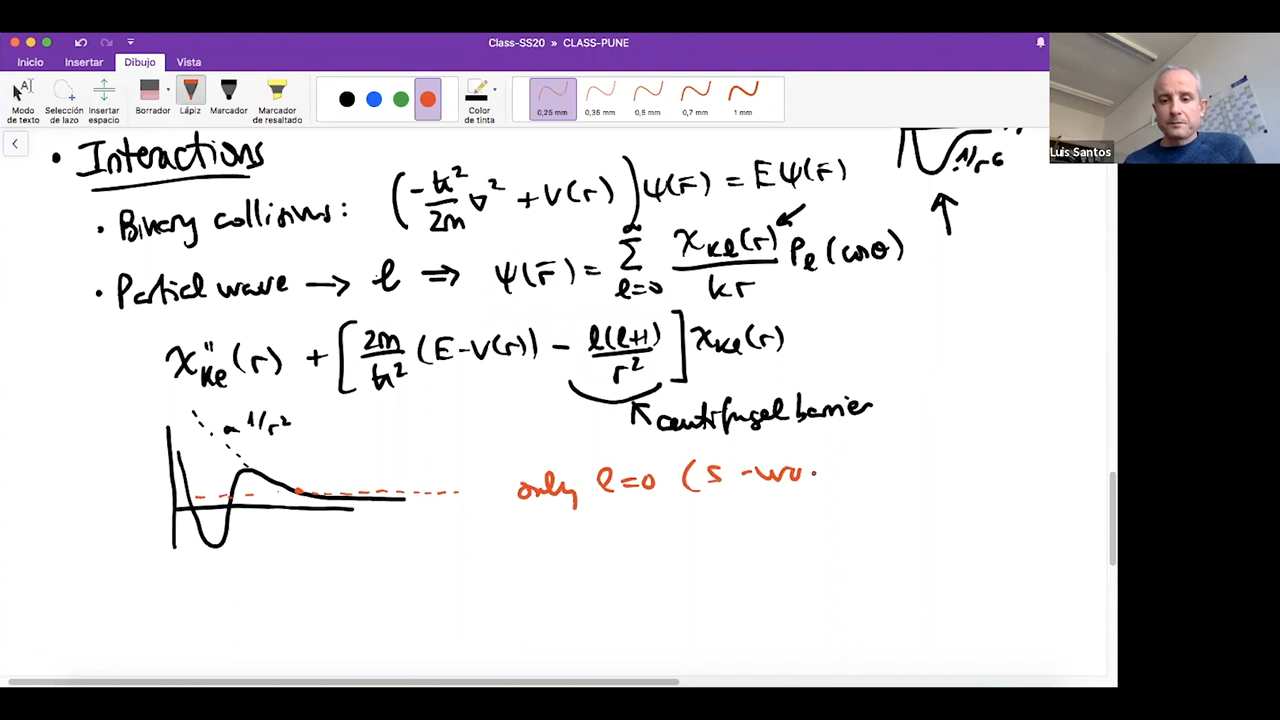 Class-SS20 » CLASS-PUNE
Inicio Insertar Dibujo Vista
Modo de texto
Selección de lazo
Insertar espacio
Borrador
Lápiz
Marcador
Marcador de resaltado
Color de tinta
0,25 mm 0,35 mm 0,5 mm 0,7 mm 1 mm
Luis Santos
• Interactions
1/r6
• Binary collisions: (-ħ²/2m ∇² + V(r)) ψ(r̄) = E ψ(r̄)
• Partial wave → l ⇒ ψ(r̄) = ∑_{l=0}^{∞} χ_{kl}(r)/kr P_l(cosθ)
χ''_{kl}(r) + [2m/ħ² (E-V(r)) - l(l+1)/r²] χ_{kl}(r)
centrifugal barrier
~ 1/r²
only l=0 (s-wa